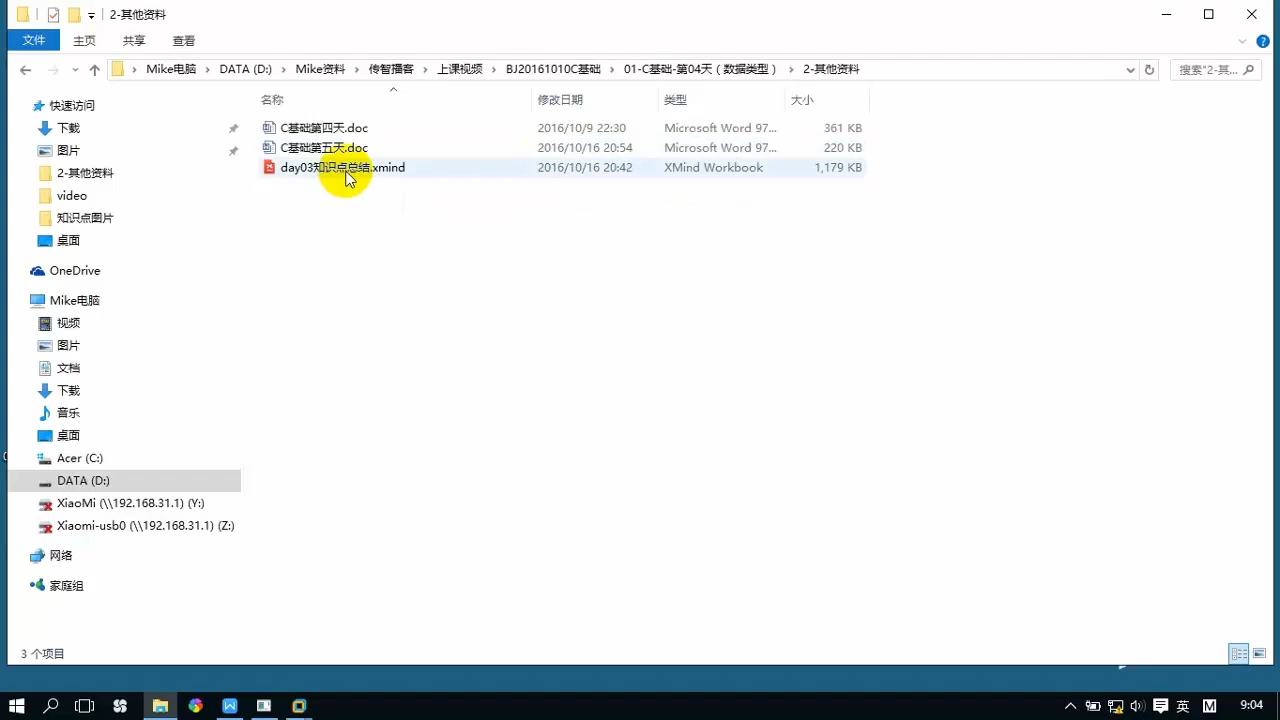 2-其他资料
文件 主页 共享 查看
Mike电脑 DATA (D:) Mike资料 传智播客 上课视频 BJ20161010C基础 01-C基础-第04天（数据类型） 2-其他资料 搜索"2-其...
名称 修改日期 类型 大小
C基础第四天.doc 2016/10/9 22:30 Microsoft Word 97... 361 KB
C基础第五天.doc 2016/10/16 20:54 Microsoft Word 97... 220 KB
day03知识点总结.xmind 2016/10/16 20:42 XMind Workbook 1,179 KB
快速访问
下载
图片
2-其他资料
video
知识点图片
桌面
OneDrive
Mike电脑
视频
图片
文档
下载
音乐
桌面
Acer (C:)
DATA (D:)
XiaoMi (\\192.168.31.1) (Y:)
Xiaomi-usb0 (\\192.168.31.1) (Z:)
网络
家庭组
3 个项目
英 M 9:04